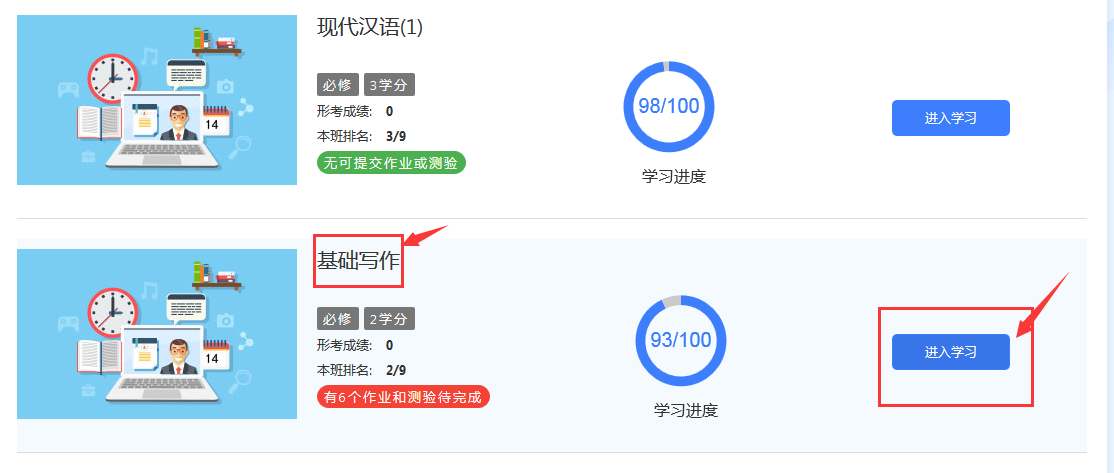 现代汉语(1)
必修 3学分
形考成绩: 0
本班排名: 3/9
无可提交作业或测验
98/100
学习进度
进入学习
14
基础写作
必修 2学分
形考成绩: 0
本班排名: 2/9
有6个作业和测验待完成
93/100
学习进度
进入学习
14